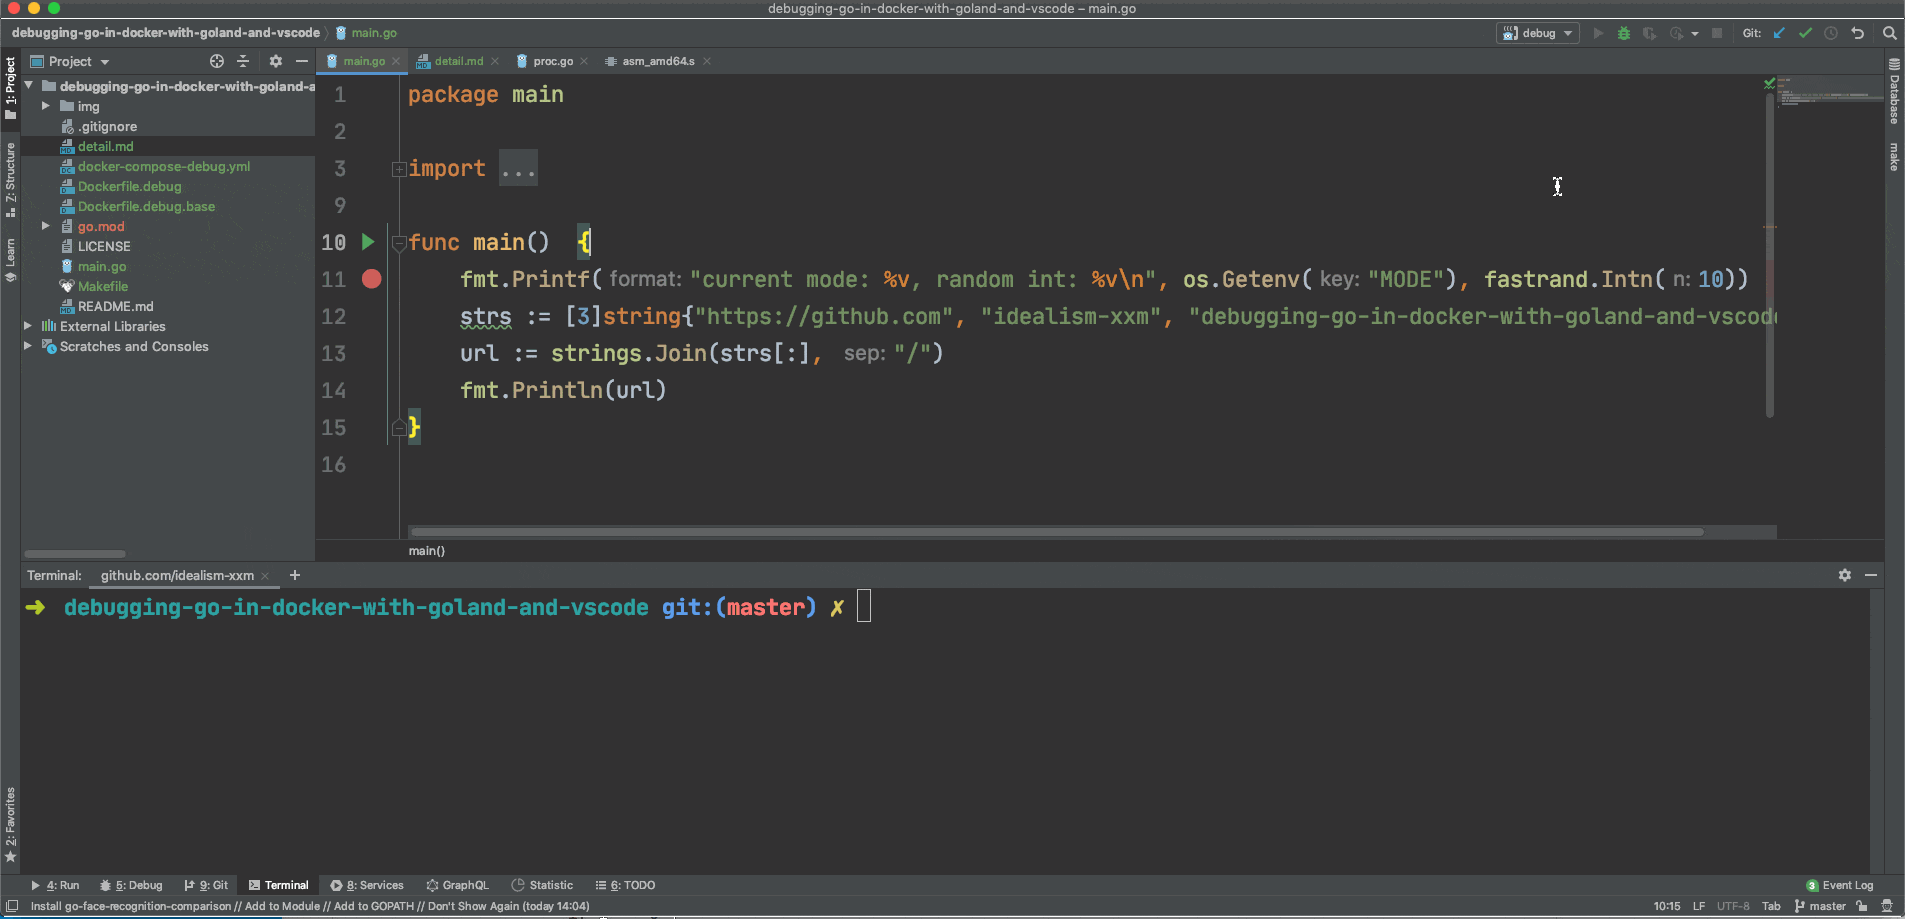 debugging-go-in-docker-with-goland-and-vscode – main.go
debugging-go-in-docker-with-goland-and-vscode main.go debug Git:
Project main.go detail.md proc.go asm_amd64.s
1: Project
Z: Structure
Learn
2: Favorites
Database
make
debugging-go-in-docker-with-goland-a
img
.gitignore
detail.md
docker-compose-debug.yml
Dockerfile.debug
Dockerfile.debug.base
go.mod
LICENSE
main.go
Makefile
README.md
External Libraries
Scratches and Consoles
1 package main
2
3 import ...
9
10 func main() {
11 fmt.Printf( format: "current mode: %v, random int: %v\n", os.Getenv( key: "MODE"), fastrand.Intn( n: 10))
12 strs := [3]string{"https://github.com", "idealism-xxm", "debugging-go-in-docker-with-goland-and-vscod
13 url := strings.Join(strs[:], sep: "/")
14 fmt.Println(url)
15 }
16
main()
Terminal: github.com/idealism-xxm +
➜ debugging-go-in-docker-with-goland-and-vscode git:(master) ✗
4: Run 5: Debug 9: Git Terminal 8: Services GraphQL Statistic 6: TODO 3 Event Log
Install go-face-recognition-comparison // Add to Module // Add to GOPATH // Don't Show Again (today 14:04) 10:15 LF UTF-8 Tab master